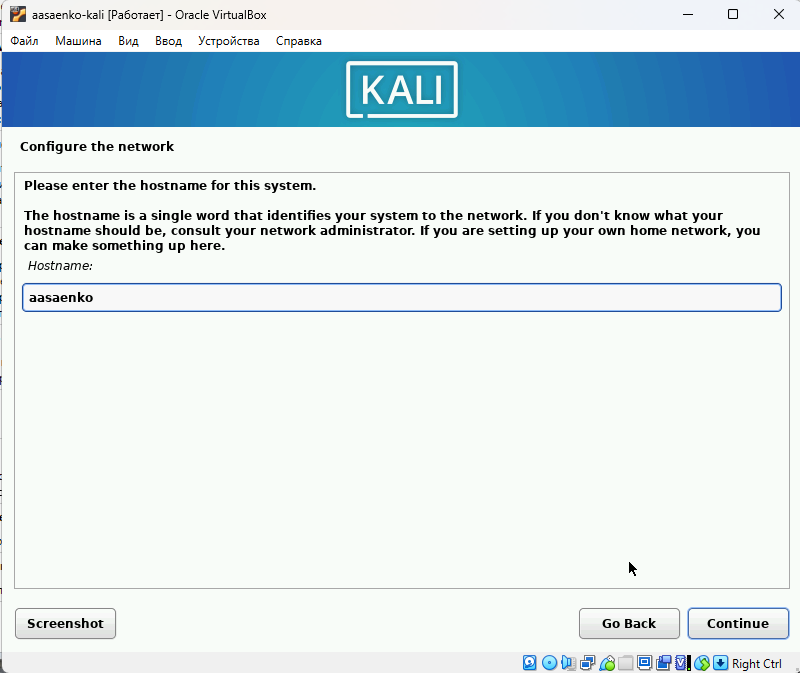 aasaenko-kali [Работает] - Oracle VirtualBox
Файл Машина Вид Ввод Устройства Справка
KALI
Configure the network
Please enter the hostname for this system.
The hostname is a single word that identifies your system to the network. If you don't know what your
hostname should be, consult your network administrator. If you are setting up your own home network, you
can make something up here.
Hostname:
aasaenko
Screenshot Go Back Continue
Right Ctrl